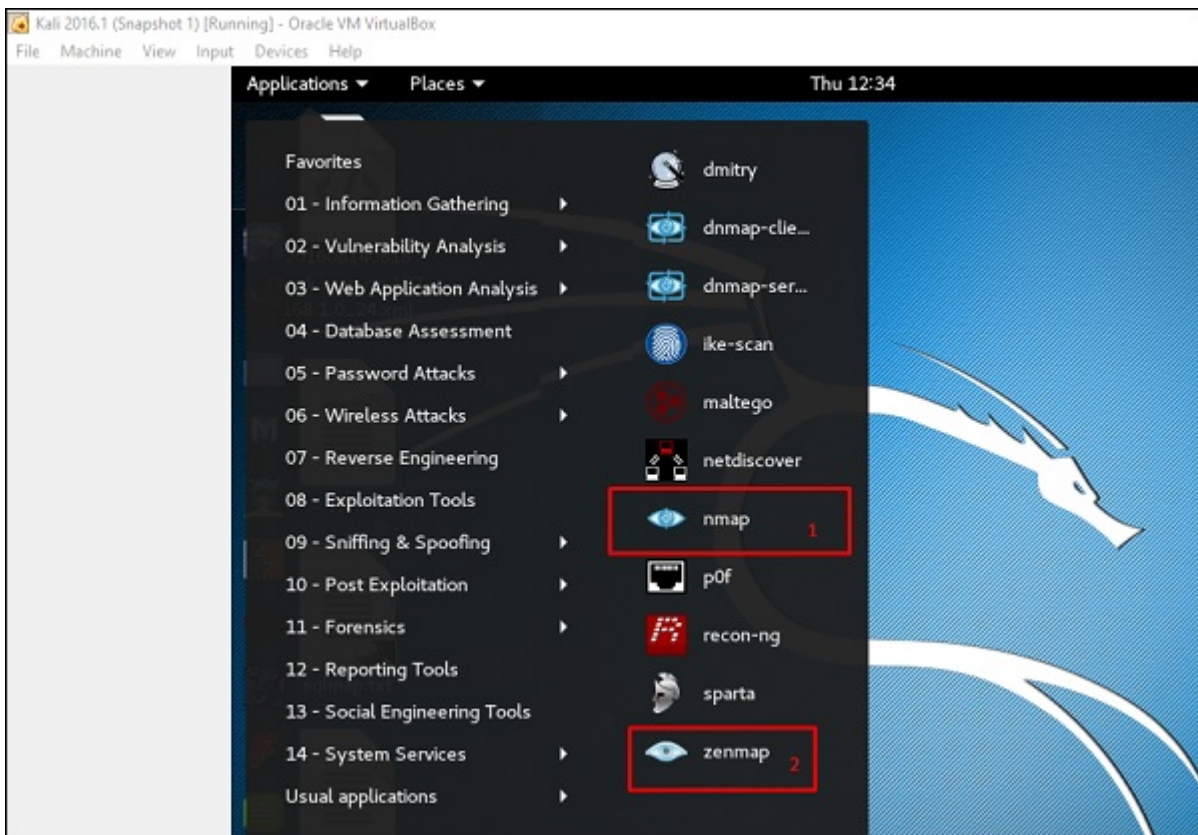 Kali 2016.1 (Snapshot 1) [Running] - Oracle VM VirtualBox
File Machine View Input Devices Help
Applications Places Thu 12:34
Favorites
01 - Information Gathering
02 - Vulnerability Analysis
03 - Web Application Analysis
04 - Database Assessment
05 - Password Attacks
06 - Wireless Attacks
07 - Reverse Engineering
08 - Exploitation Tools
09 - Sniffing & Spoofing
10 - Post Exploitation
11 - Forensics
12 - Reporting Tools
13 - Social Engineering Tools
14 - System Services
Usual applications
dmitry
dnmap-clie...
dnmap-ser...
ike-scan
maltego
netdiscover
nmap 1
p0f
recon-ng
sparta
zenmap 2